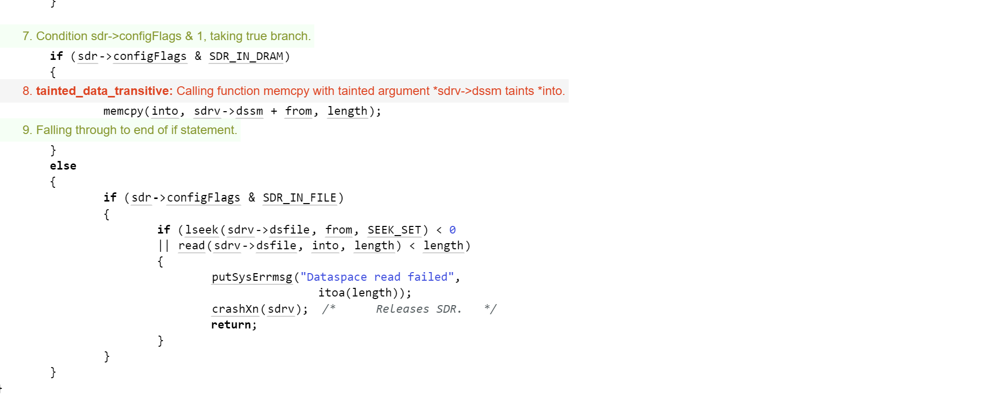 }
7. Condition sdr->configFlags & 1, taking true branch.
if (sdr->configFlags & SDR_IN_DRAM)
{
8. tainted_data_transitive: Calling function memcpy with tainted argument *sdrv->dssm taints *into.
memcpy(into, sdrv->dssm + from, length);
9. Falling through to end of if statement.
}
else
{
if (sdr->configFlags & SDR_IN_FILE)
{
if (lseek(sdrv->dsfile, from, SEEK_SET) < 0
|| read(sdrv->dsfile, into, length) < length)
{
putSysErrmsg("Dataspace read failed",
itoa(length));
crashXn(sdrv); /* Releases SDR. */
return;
}
}
}
}